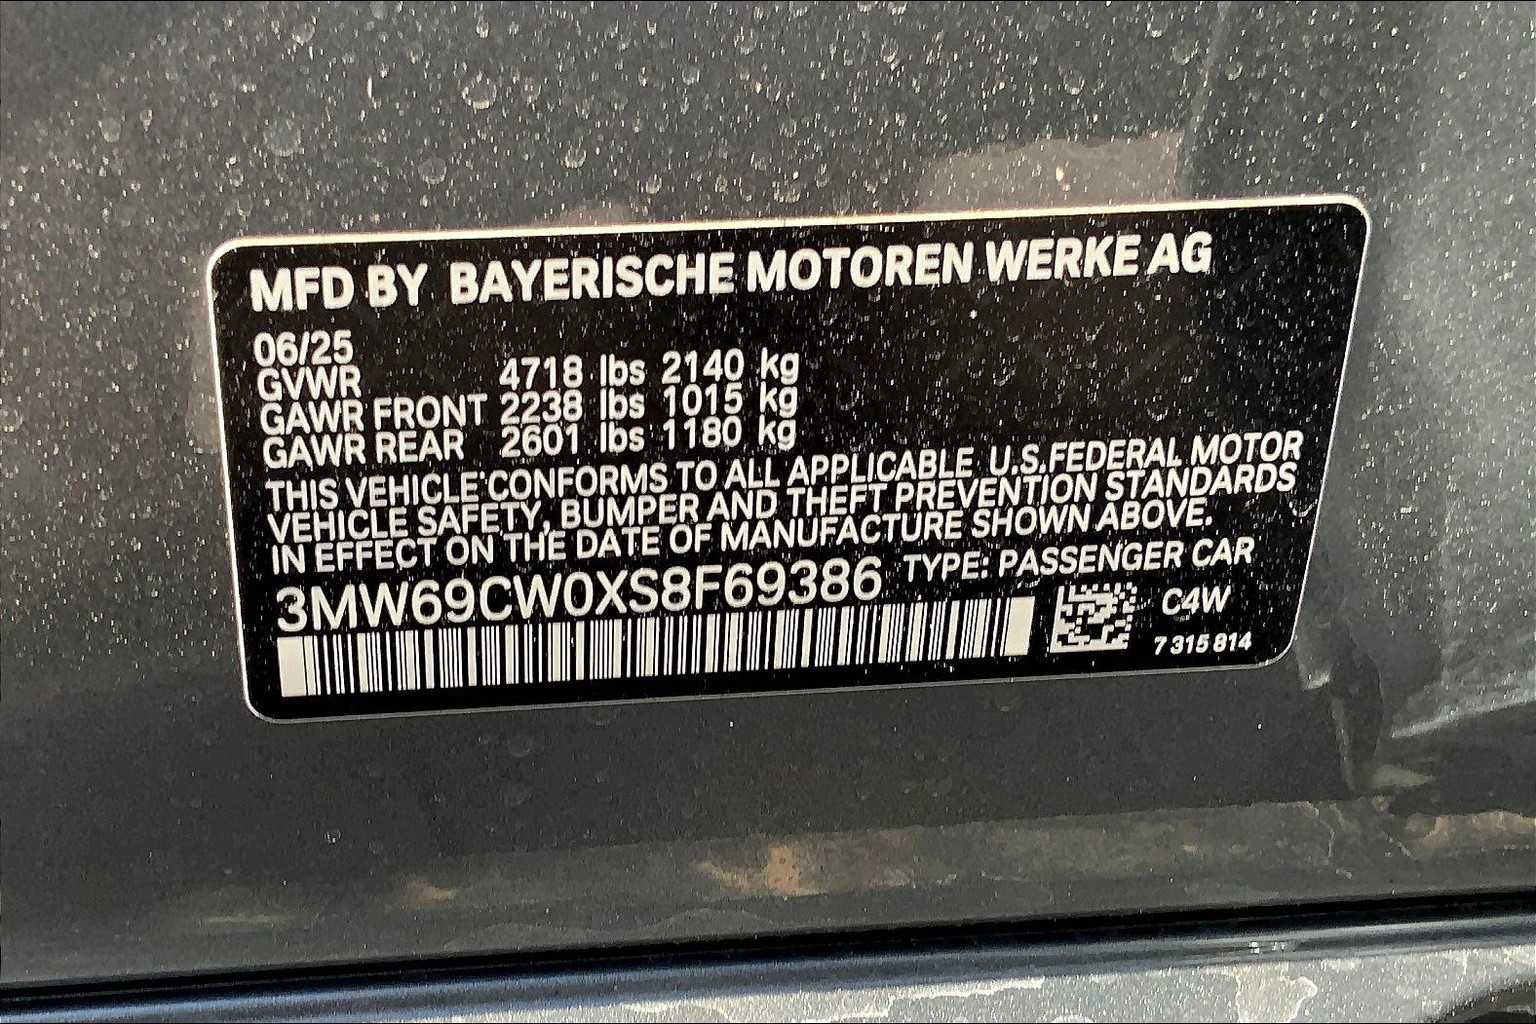 MFD BY BAYERISCHE MOTOREN WERKE AG
06/25
GVWR 4718 lbs 2140 kg
GAWR FRONT 2238 lbs 1015 kg
GAWR REAR 2601 lbs 1180 kg
THIS VEHICLE CONFORMS TO ALL APPLICABLE U.S.FEDERAL MOTOR
VEHICLE SAFETY, BUMPER AND THEFT PREVENTION STANDARDS
IN EFFECT ON THE DATE OF MANUFACTURE SHOWN ABOVE.
3MW69CW0XS8F69386 TYPE: PASSENGER CAR
C4W
7 315 814